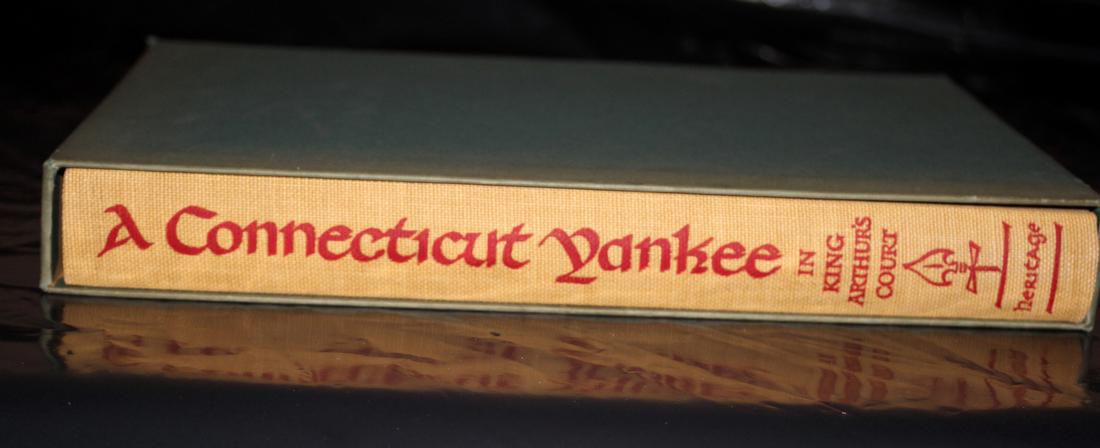 A Connecticut Yankee
IN
KING
ARTHUR'S
COURT
heritage